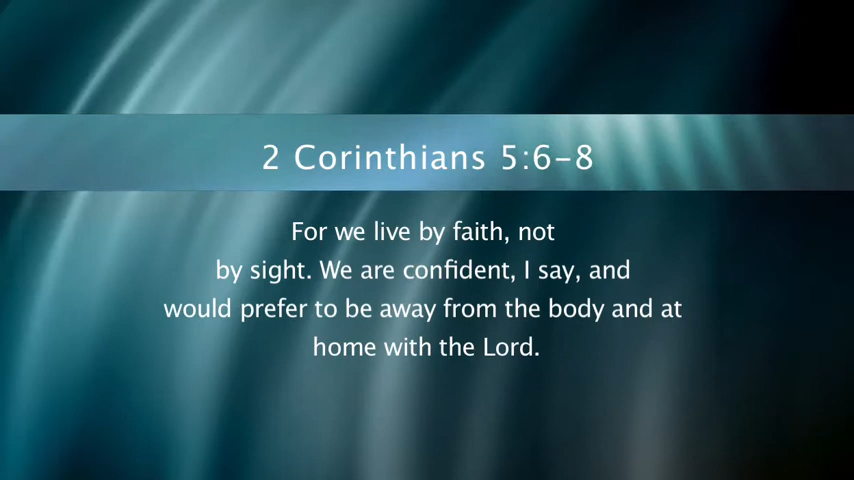 2 Corinthians 5:6–8
For we live by faith, not
by sight. We are confident, I say, and
would prefer to be away from the body and at
home with the Lord.